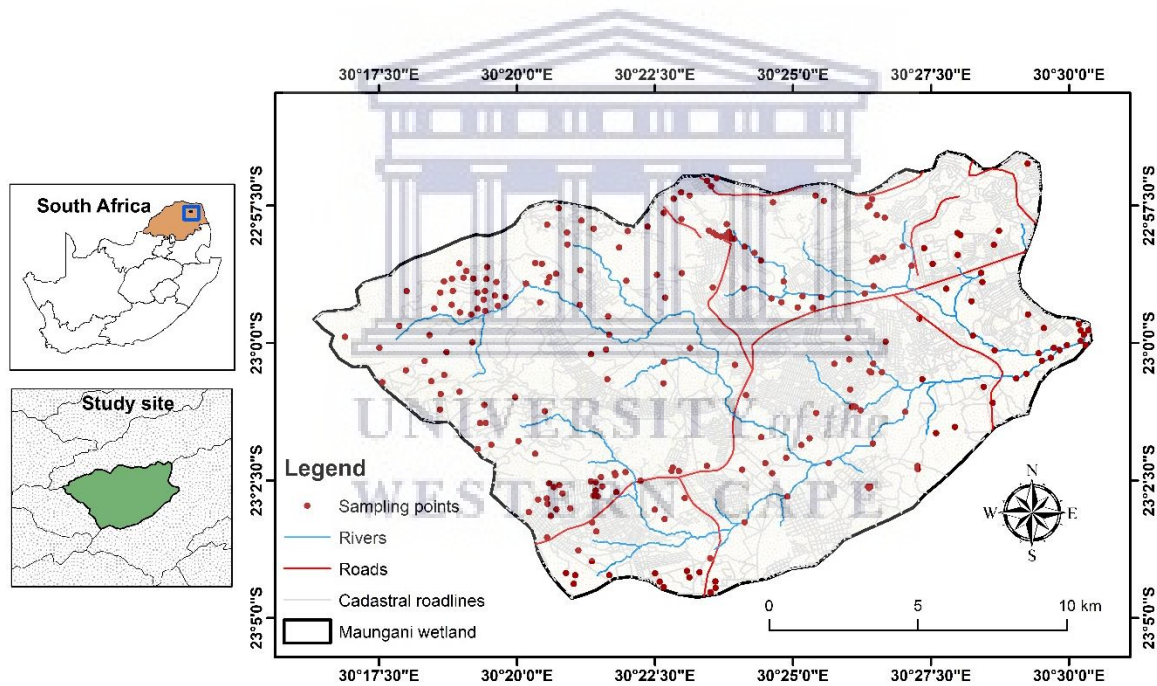 30°17'30"E 30°20'0"E 30°22'30"E 30°25'0"E 30°27'30"E 30°30'0"E
South Africa
Study site
22°57'30"S
23°0'0"S
23°2'30"S
23°5'0"S
22°57'30"S
23°0'0"S
23°2'30"S
23°5'0"S
UNIVERSITY of the
WESTERN CAPE
Legend
Sampling points
Rivers
Roads
Cadastral roadlines
Maungani wetland
N
W E
S
0 5 10 km
30°17'30"E 30°20'0"E 30°22'30"E 30°25'0"E 30°27'30"E 30°30'0"E